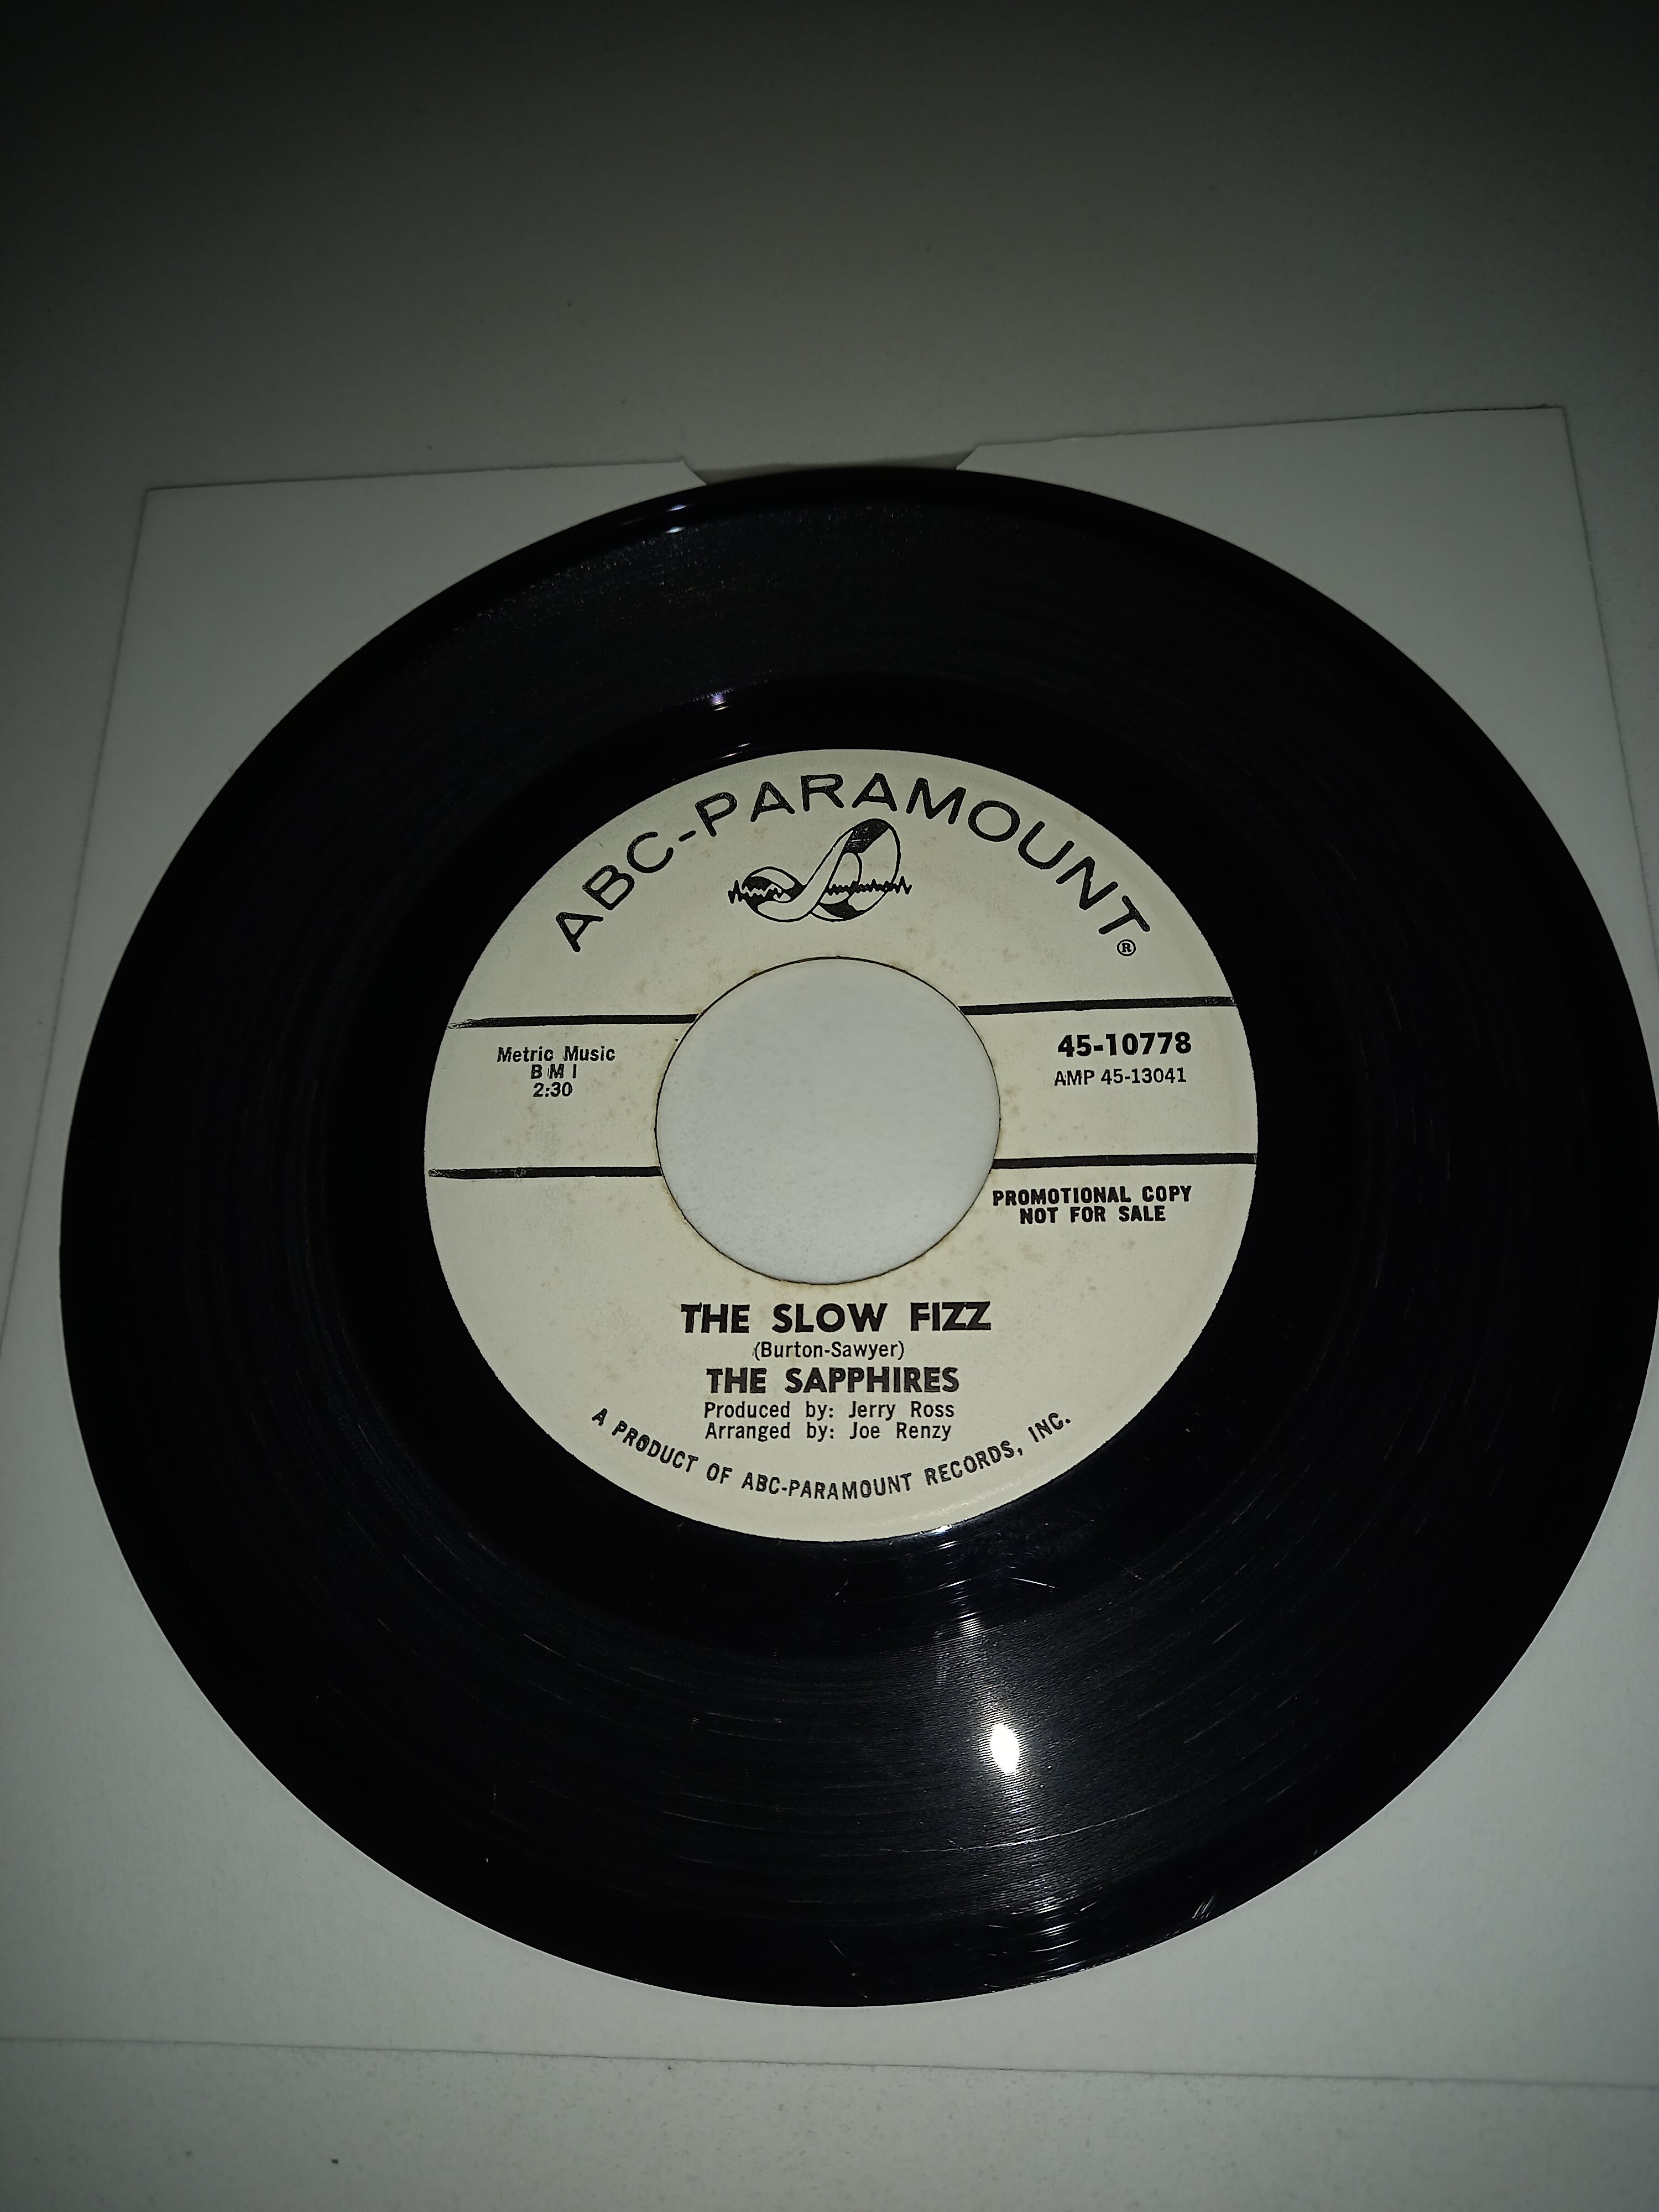 ABC-PARAMOUNT®
Metric Music
BMI
2:30
45-10778
AMP 45-13041
PROMOTIONAL COPY
NOT FOR SALE
THE SLOW FIZZ
(Burton-Sawyer)
THE SAPPHIRES
Produced by: Jerry Ross
Arranged by: Joe Renzy
A PRODUCT OF ABC-PARAMOUNT RECORDS, INC.